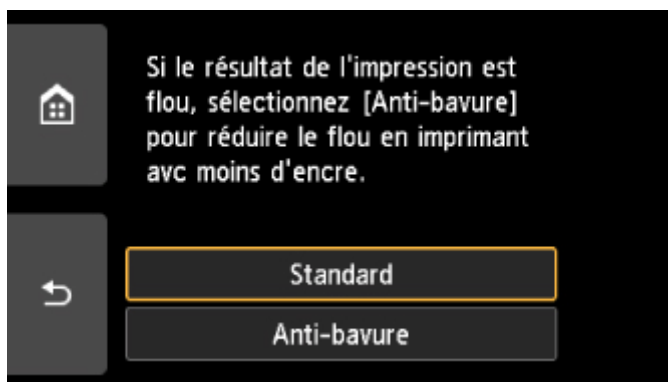 Si le résultat de l'impression est
flou, sélectionnez [Anti-bavure]
pour réduire le flou en imprimant
avc moins d'encre.
Standard
Anti-bavure